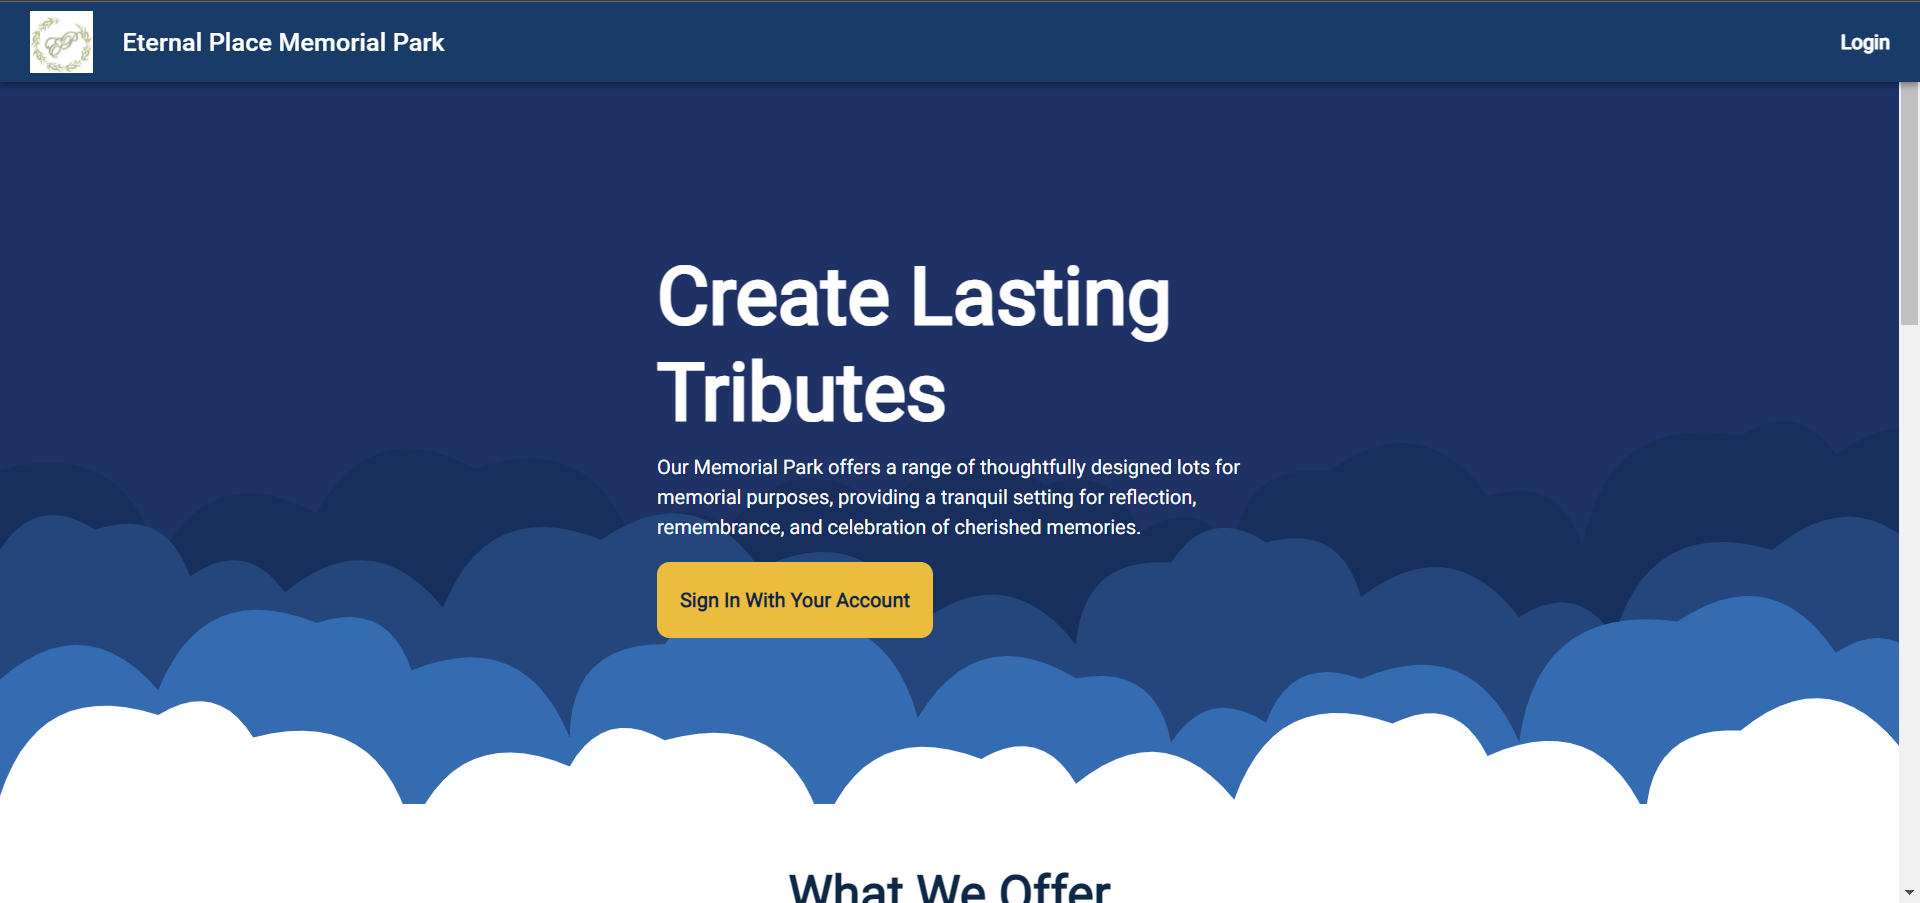 Eternal Place Memorial Park
Login
Create Lasting
Tributes
Our Memorial Park offers a range of thoughtfully designed lots for
memorial purposes, providing a tranquil setting for reflection,
remembrance, and celebration of cherished memories.
Sign In With Your Account
What We Offer